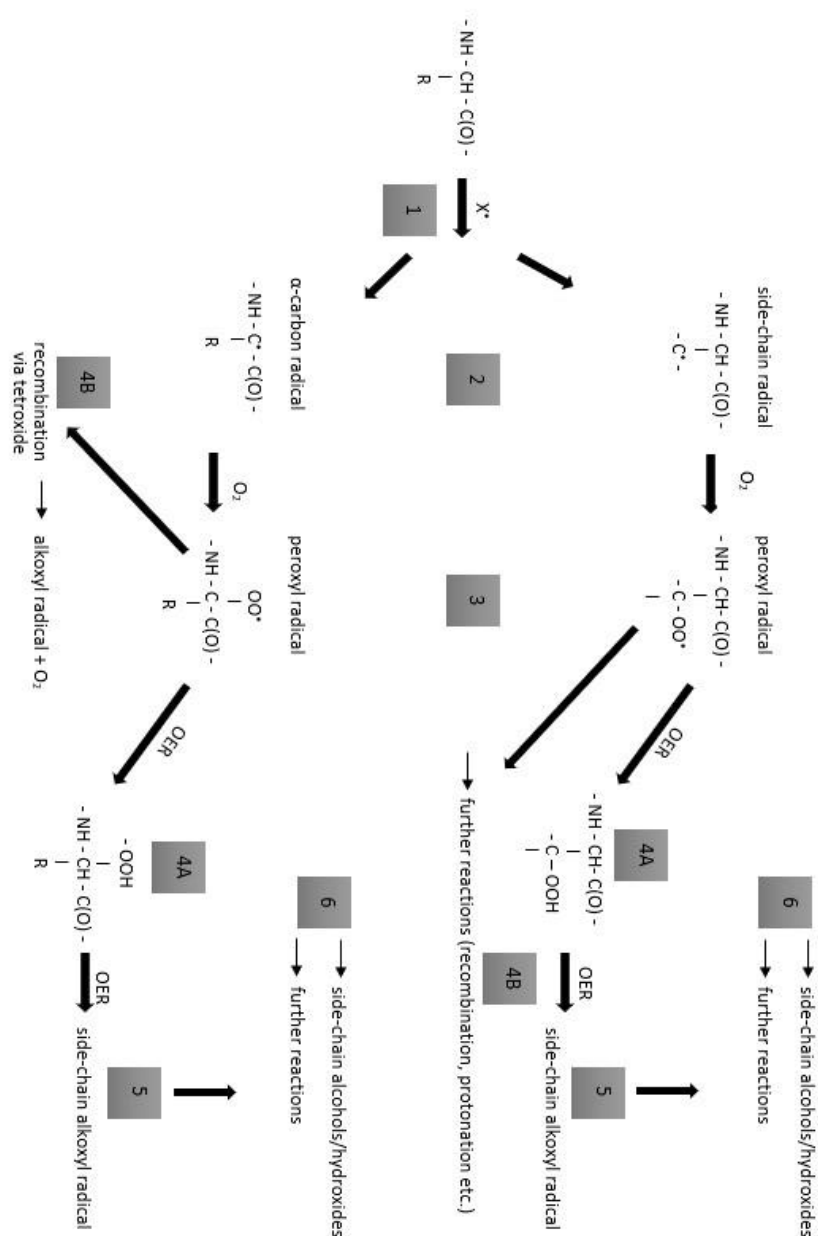 side-chain alcohols/hydroxides
6
further reactions
side-chain radical
- NH - CH - C(O) -
- C• -
O₂
peroxyl radical
- NH - CH- C(O) -
- C - OO•
OER
4A
- NH - CH- C(O) -
- C - OOH
OER
4B
5
side-chain alkoxyl radical
further reactions (recombination, protonation etc.)
- NH - CH - C(O) -
R
X•
1
2
3
α-carbon radical
- NH - C• - C(O) -
R
O₂
peroxyl radical
OO•
- NH - C - C(O) -
R
OER
4A
- OOH
- NH - CH - C(O) -
R
OER
5
side-chain alkoxyl radical
6
side-chain alcohols/hydroxides
further reactions
4B
recombination
via tetroxide
alkoxyl radical + O₂